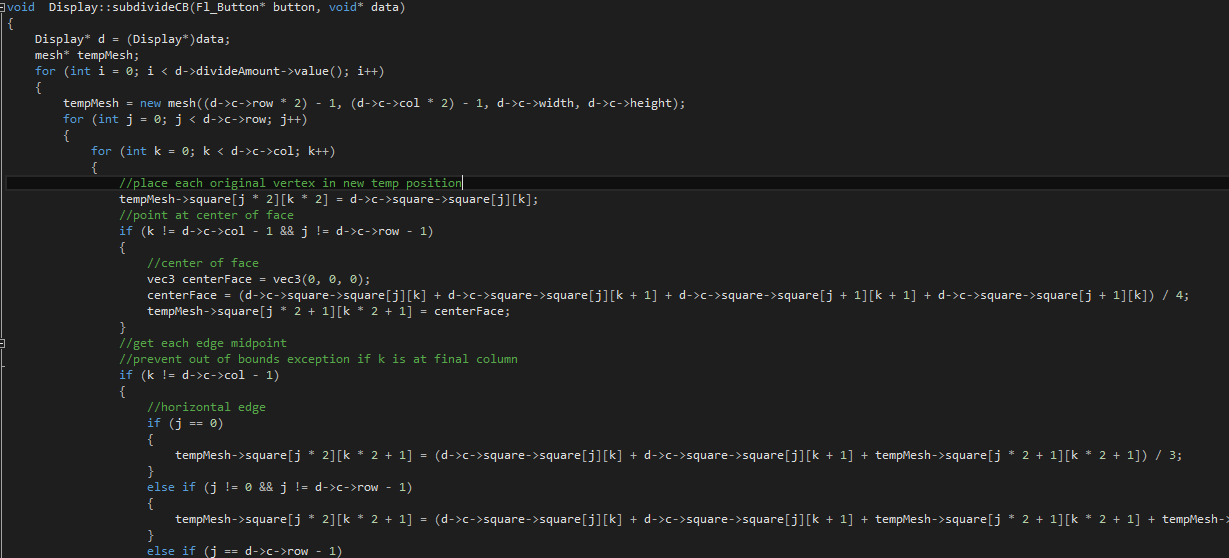 void  Display::subdivideCB(Fl_Button* button, void* data)
{
Display* d = (Display*)data;
mesh* tempMesh;
for (int i = 0; i < d->divideAmount->value(); i++)
{
tempMesh = new mesh((d->c->row * 2) - 1, (d->c->col * 2) - 1, d->c->width, d->c->height);
for (int j = 0; j < d->c->row; j++)
{
for (int k = 0; k < d->c->col; k++)
{
//place each original vertex in new temp position
tempMesh->square[j * 2][k * 2] = d->c->square->square[j][k];
//point at center of face
if (k != d->c->col - 1 && j != d->c->row - 1)
{
//center of face
vec3 centerFace = vec3(0, 0, 0);
centerFace = (d->c->square->square[j][k] + d->c->square->square[j][k + 1] + d->c->square->square[j + 1][k + 1] + d->c->square->square[j + 1][k]) / 4;
tempMesh->square[j * 2 + 1][k * 2 + 1] = centerFace;
}
//get each edge midpoint
//prevent out of bounds exception if k is at final column
if (k != d->c->col - 1)
{
//horizontal edge
if (j == 0)
{
tempMesh->square[j * 2][k * 2 + 1] = (d->c->square->square[j][k] + d->c->square->square[j][k + 1] + tempMesh->square[j * 2 + 1][k * 2 + 1]) / 3;
}
else if (j != 0 && j != d->c->row - 1)
{
tempMesh->square[j * 2][k * 2 + 1] = (d->c->square->square[j][k] + d->c->square->square[j][k + 1] + tempMesh->square[j * 2 + 1][k * 2 + 1] + tempMesh->
}
else if (j == d->c->row - 1)